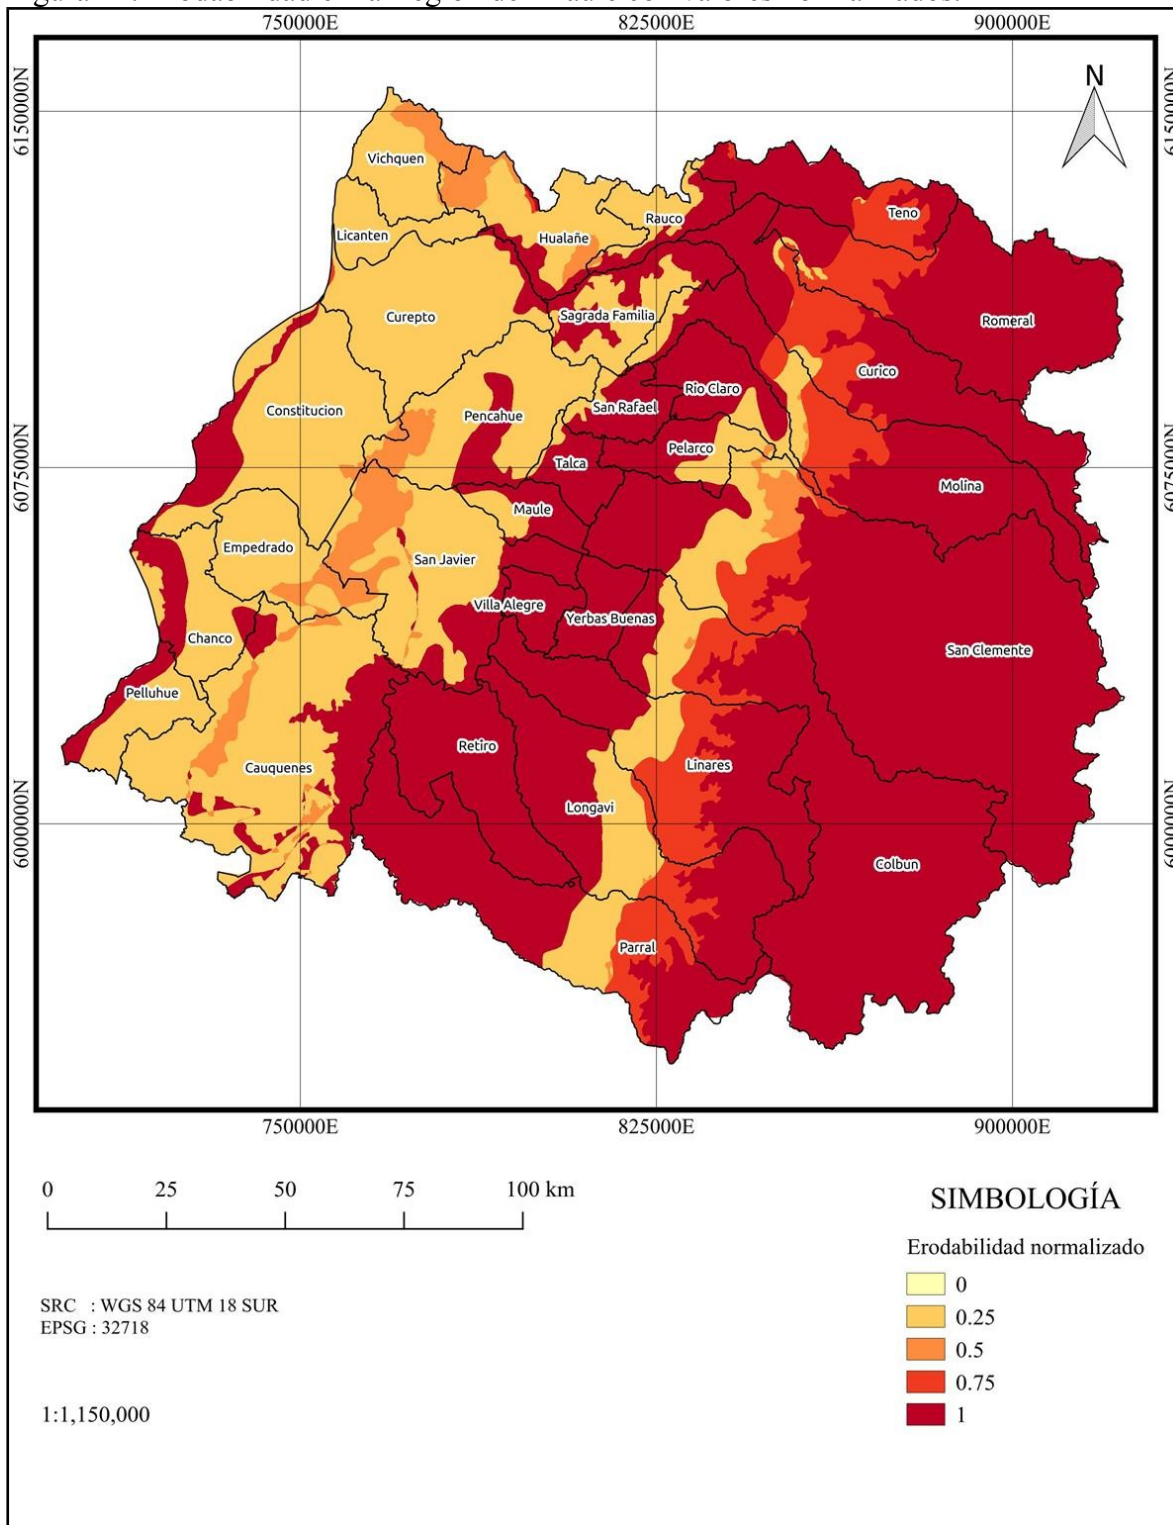 750000E 825000E 900000E
6150000N 6150000N
N
Vichquen
Teno
Rauco
Licanten
Hualañe
Curepto
Sagrada Familia
Romeral
Curico
Constitucion
Pencahue
San Rafael
Rio Claro
Pelarco
Talca
6075000N 6075000N
Molina
Maule
Empedrado
San Javier
Villa Alegre
Yerbas Buenas
Chanco
San Clemente
Pelluhue
Retiro
Cauquenes
Linares
Longavi
6000000N 6000000N
Colbun
Parral
750000E 825000E 900000E
0 25 50 75 100 km
SIMBOLOGÍA
Erodabilidad normalizado
0
0.25
0.5
0.75
1
SRC : WGS 84 UTM 18 SUR
EPSG : 32718
1:1,150,000